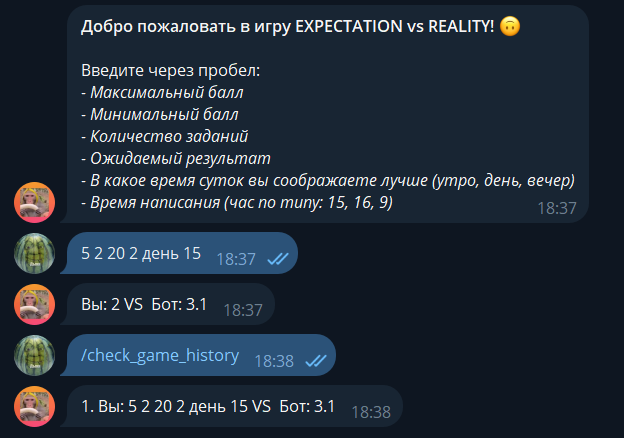 Добро пожаловать в игру EXPECTATION vs REALITY! 🙃
Введите через пробел:
- Максимальный балл
- Минимальный балл
- Количество заданий
- Ожидаемый результат
- В какое время суток вы соображаете лучше (утро, день, вечер)
- Время написания (час по типу: 15, 16, 9)
18:37
5 2 20 2 день 15 18:37
Вы: 2 VS Бот: 3.1 18:37
/check_game_history 18:38
1. Вы: 5 2 20 2 день 15 VS Бот: 3.1 18:38